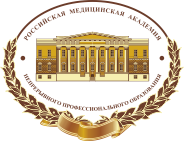 РОССИЙСКАЯ МЕДИЦИНСКАЯ АКАДЕМИЯ
НЕПРЕРЫВНОГО ПРОФЕССИОНАЛЬНОГО ОБРАЗОВАНИЯ